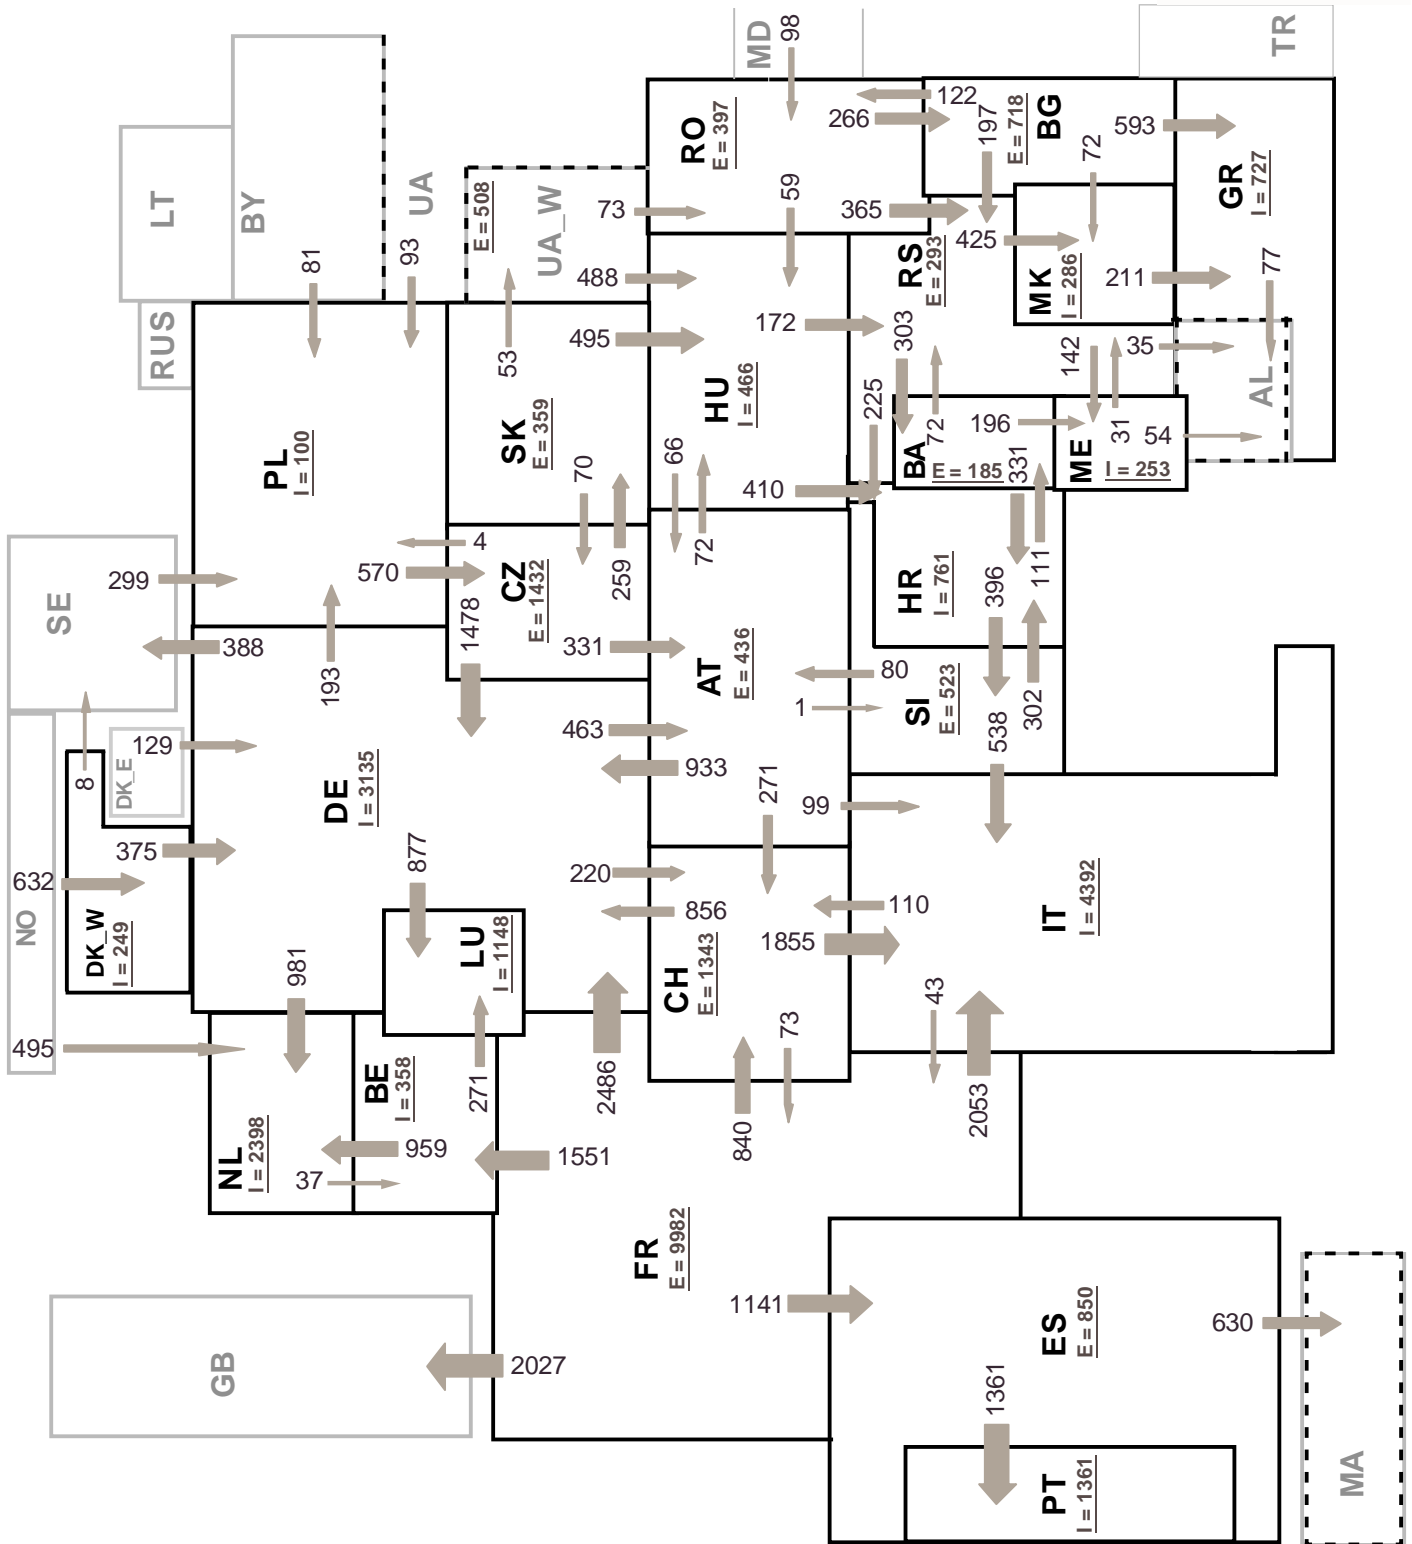 MD
98
TR
RO
E = 397
122
266
197
E = 718
BG
72
593
GR
I = 727
LT
BY
UA
E = 508
UA_W
73
59
365
425
RS
E = 293
MK
I = 286
211
77
81
93
488
RUS
53
495
172
303
142
35
AL
HU
I = 466
225
72
196
31
54
PL
I = 100
SK
E = 359
70
259
66
72
410
BA
E = 185
331
ME
I = 253
111
4
570
CZ
E = 1432
299
SE
388
193
1478
331
AT
E = 436
HR
I = 761
396
302
80
1
SI
E = 523
538
8
129
DK_E
DE
I = 3135
463
933
271
99
375
632
NO
DK_W
I = 249
877
220
856
110
1855
IT
I = 4392
981
LU
I = 1148
CH
E = 1343
43
495
BE
I = 358
271
2486
73
840
2053
NL
I = 2398
959
37
1551
FR
E = 9982
1141
ES
E = 850
630
GB
2027
1361
PT
I = 1361
MA